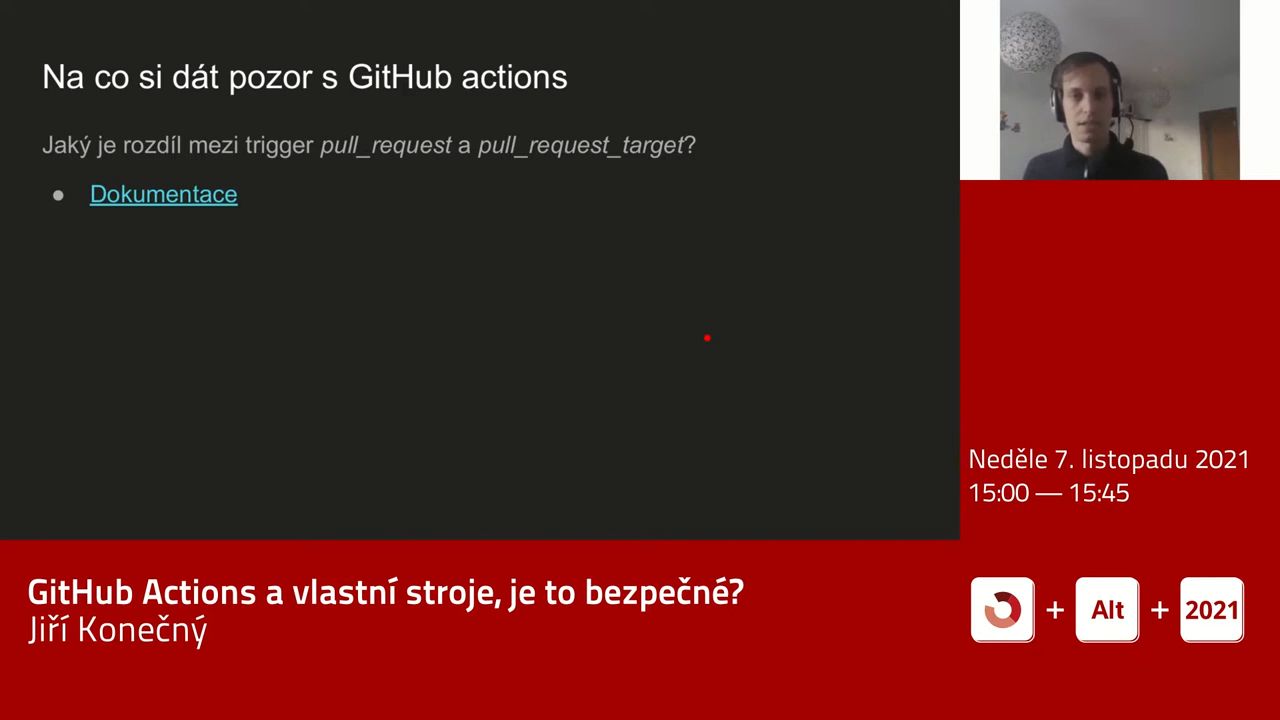 Na co si dát pozor s GitHub actions
Jaký je rozdíl mezi trigger pull_request a pull_request_target?
● Dokumentace
Neděle 7. listopadu 2021
15:00 — 15:45
GitHub Actions a vlastní stroje, je to bezpečné?
Jiří Konečný
+ Alt + 2021